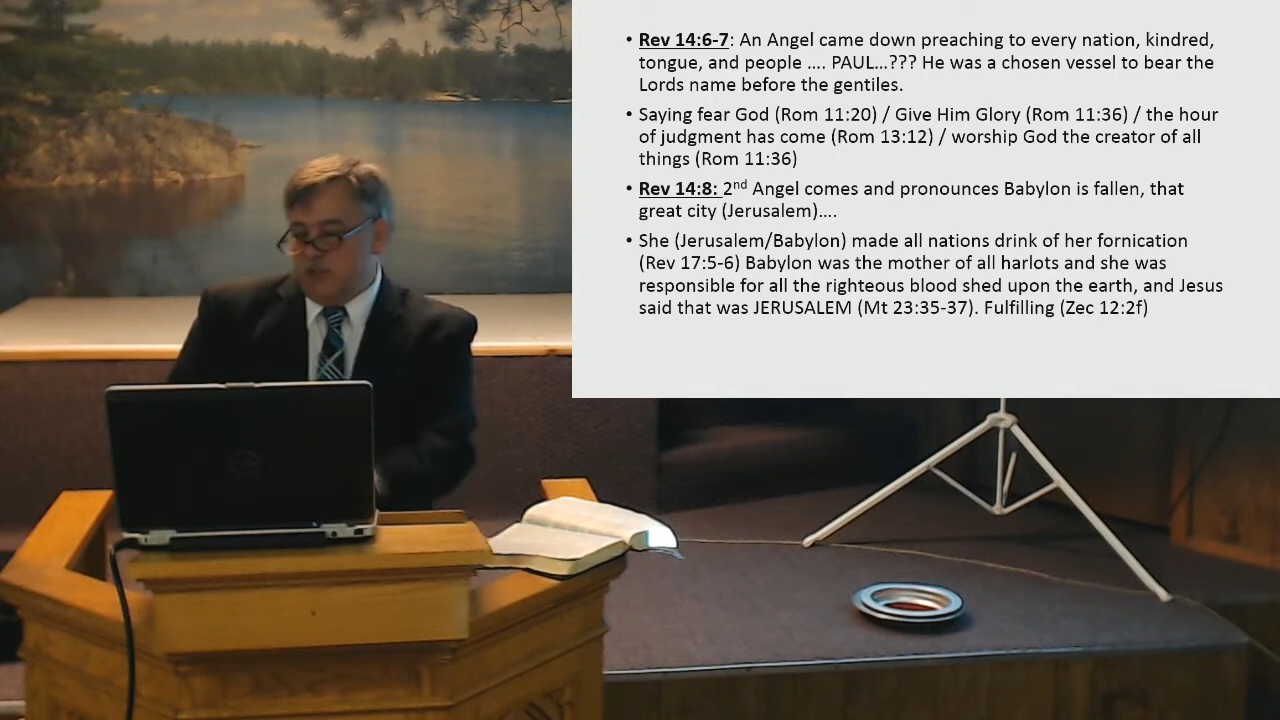 • Rev 14:6-7: An Angel came down preaching to every nation, kindred,
tongue, and people .... PAUL...??? He was a chosen vessel to bear the
Lords name before the gentiles.
• Saying fear God (Rom 11:20) / Give Him Glory (Rom 11:36) / the hour
of judgment has come (Rom 13:12) / worship God the creator of all
things (Rom 11:36)
• Rev 14:8: 2nd Angel comes and pronounces Babylon is fallen, that
great city (Jerusalem)....
• She (Jerusalem/Babylon) made all nations drink of her fornication
(Rev 17:5-6) Babylon was the mother of all harlots and she was
responsible for all the righteous blood shed upon the earth, and Jesus
said that was JERUSALEM (Mt 23:35-37). Fulfilling (Zec 12:2f)